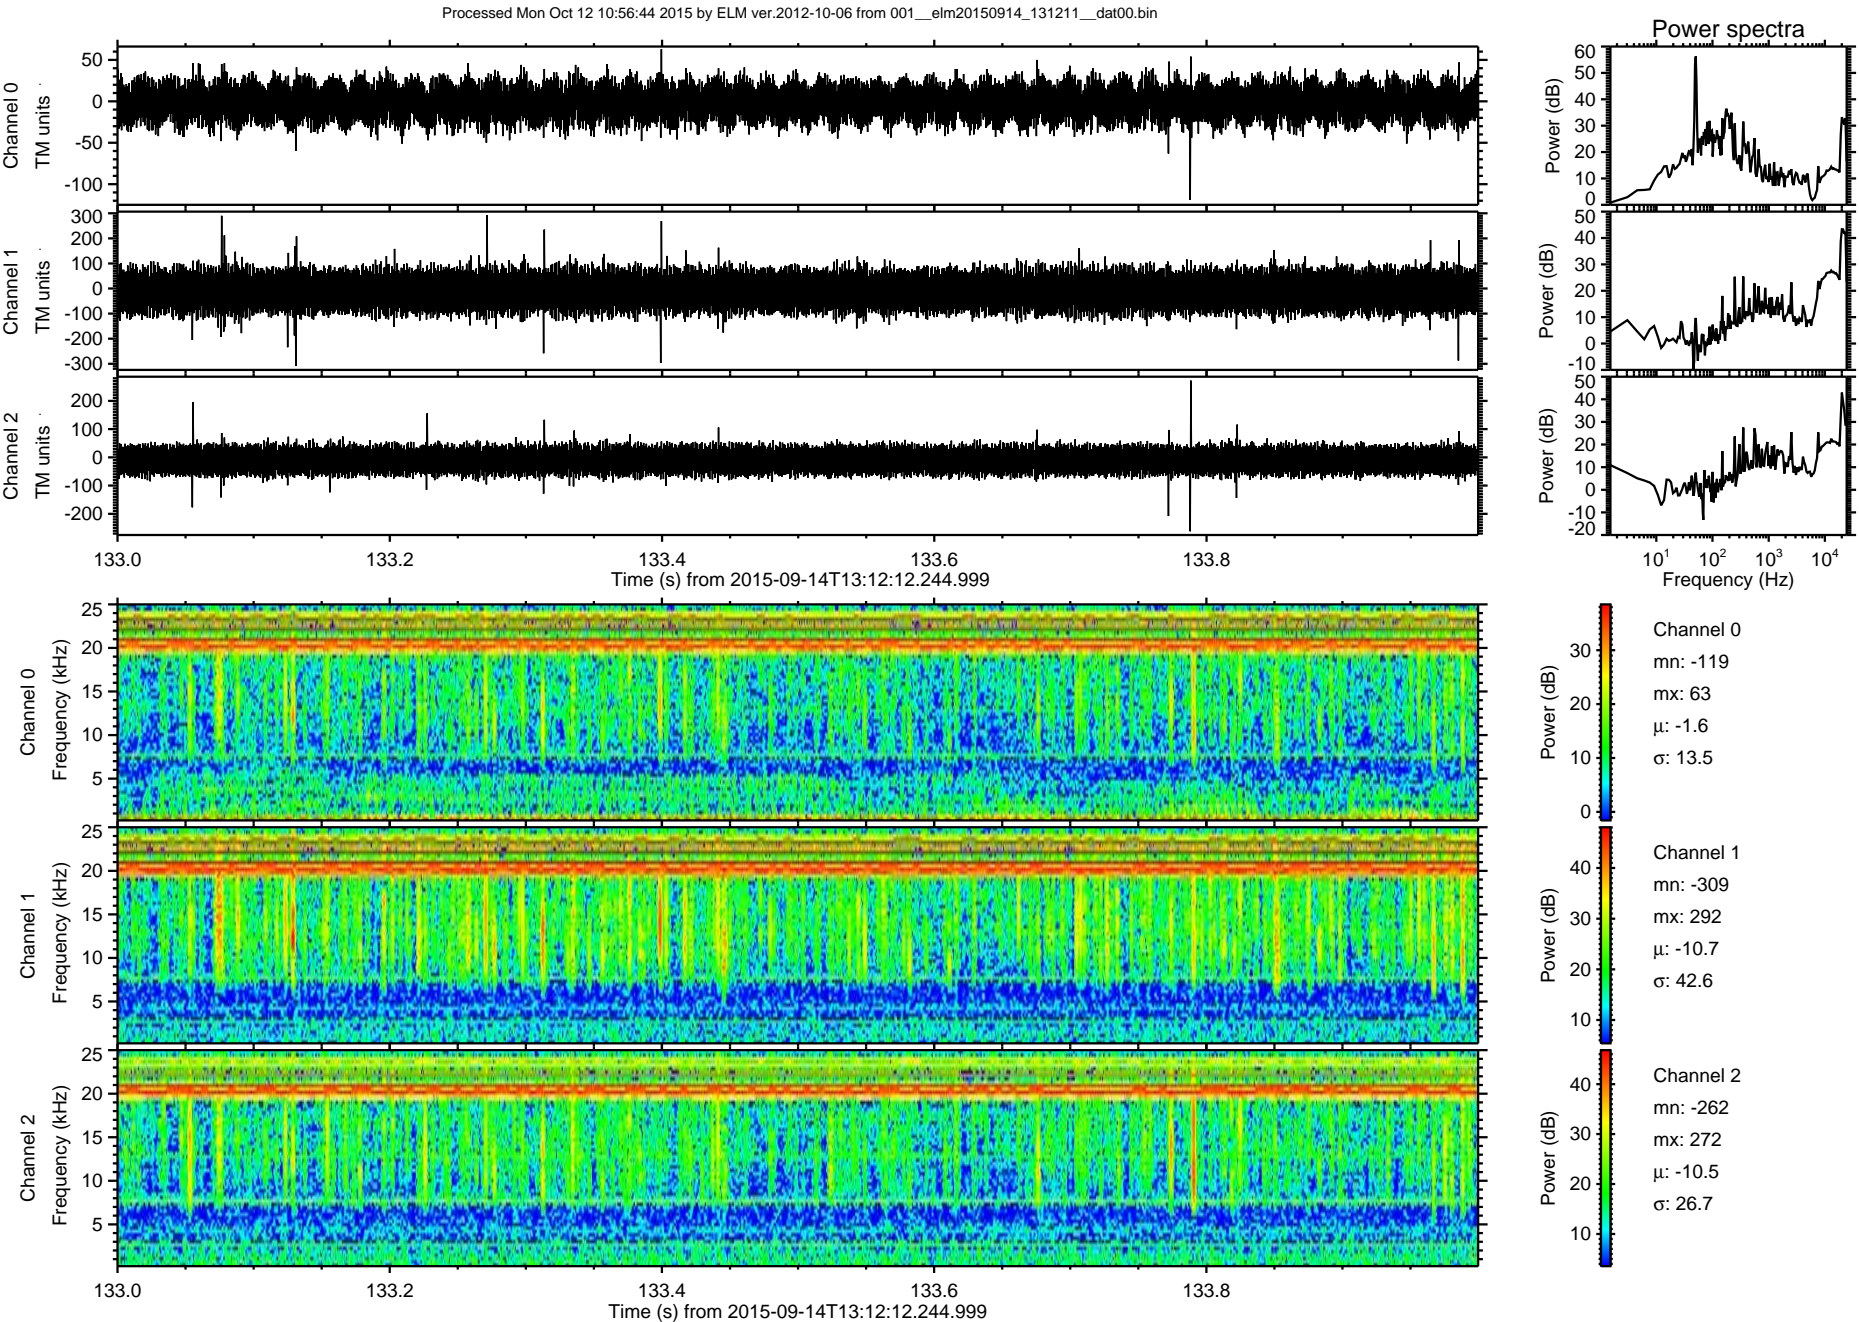 Processed Mon Oct 12 10:56:44 2015 by ELM ver.2012-10-06 from 001__elm20150914_131211__dat00.bin
Power spectra
Channel 0
TM units
50
0
-50
-100
Power (dB)
60
50
40
30
20
10
0
Channel 1
TM units
300
200
100
0
-100
-200
-300
Power (dB)
50
40
30
20
10
0
-10
Channel 2
TM units
200
100
0
-100
-200
Power (dB)
50
40
30
20
10
0
-10
-20
133.0 133.2 133.4 133.6 133.8
Time (s) from 2015-09-14T13:12:12.244.999
10^1 10^2 10^3 10^4
Frequency (Hz)
Channel 0
Frequency (kHz)
25
20
15
10
5
Power (dB)
30
20
10
0
Channel 0
mn: -119
mx: 63
μ: -1.6
σ: 13.5
Channel 1
Frequency (kHz)
25
20
15
10
5
Power (dB)
40
30
20
10
Channel 1
mn: -309
mx: 292
μ: -10.7
σ: 42.6
Channel 2
Frequency (kHz)
25
20
15
10
5
Power (dB)
40
30
20
10
Channel 2
mn: -262
mx: 272
μ: -10.5
σ: 26.7
133.0 133.2 133.4 133.6 133.8
Time (s) from 2015-09-14T13:12:12.244.999